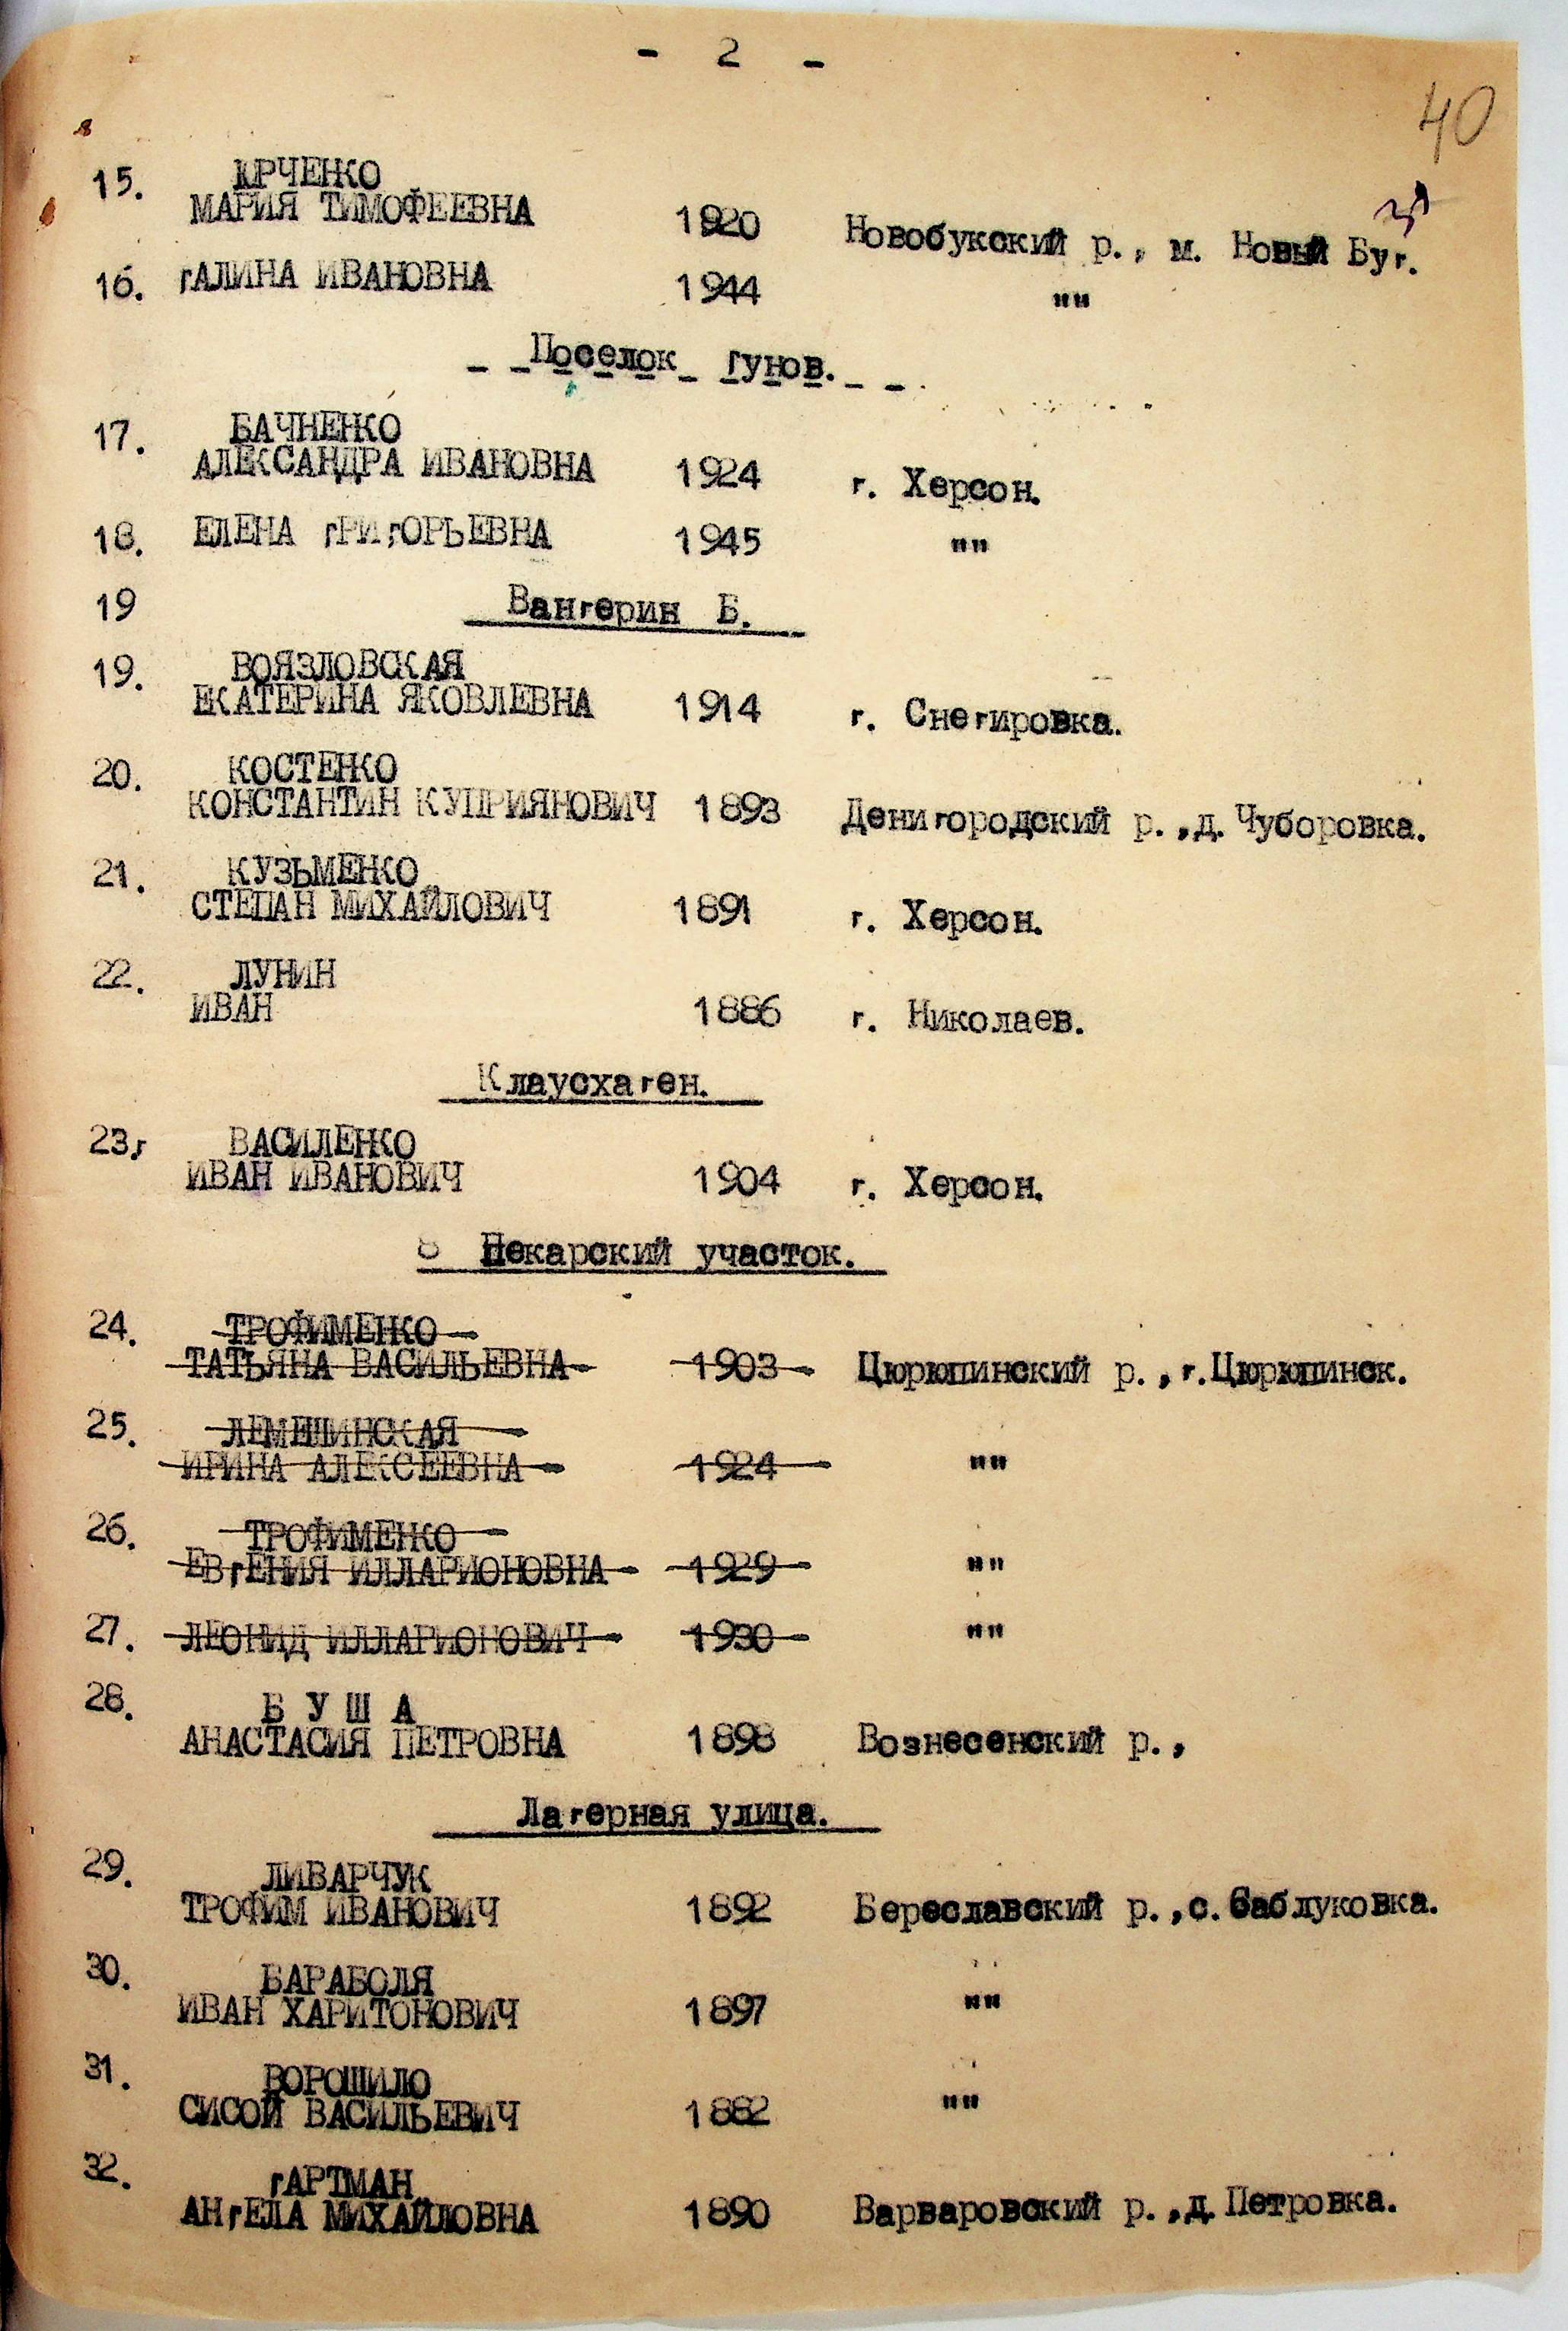 - 2 -
40
15. ЮРЧЕНКО
МАРИЯ ТИМОФЕЕВНА 1920 Новобукский р., м. Новый Буг.
16. гАЛИНА ИВАНОВНА 1944 ""
Поселок гунов.
17. БАЧНЕНКО
АЛЕКСАНДРА ИВАНОВНА 1924 г. Херсон.
18. ЕЛЕНА гРИгОРЬЕВНА 1945 ""
19 Вангерин Б.
19. ВОЯЗЛОВСКАЯ
ЕКАТЕРИНА ЯКОВЛЕВНА 1914 г. Снегировка.
20. КОСТЕНКО
КОНСТАНТИН КУПРИЯНОВИЧ 1893 Денигородский р.,д. Чуборовка.
21. КУЗЬМЕНКО
СТЕПАН МИХАЙЛОВИЧ 1891 г. Херсон.
22. ЛУНИН
ИВАН 1886 г. Николаев.
Клаусхаген.
23,г ВАСИЛЕНКО
ИВАН ИВАНОВИЧ 1904 г. Херсон.
8 Пекарский участок.
24. ТРОФИМЕНКО
ТАТЬЯНА ВАСИЛЬЕВНА 1903 Цюрюпинский р.,г.Цюрюпинск.
25. ЛЕМЕШИНСКАЯ
ИРИНА АЛЕКСЕЕВНА 1924 ""
26. ТРОФИМЕНКО
ЕВгЕНИЯ ИЛЛАРИОНОВНА 1929 ""
27. ЛЕОНИД ИЛЛАРИОНОВИЧ 1930 ""
28. Б У Ш А
АНАСТАСИЯ ПЕТРОВНА 1898 Вознесенский р.,
Лагерная улица.
29. ЛИВАРЧУК
ТРОФИМ ИВАНОВИЧ 1892 Береславский р.,с. Саблуковка.
30. БАРАБОЛЯ
ИВАН ХАРИТОНОВИЧ 1897 ""
31. ВОРОШИЛО
СИСОЙ ВАСИЛЬЕВИЧ 1882 ""
32. гАРТМАН
АНгЕЛА МИХАЙЛОВНА 1890 Варваровский р.,д. Петровка.